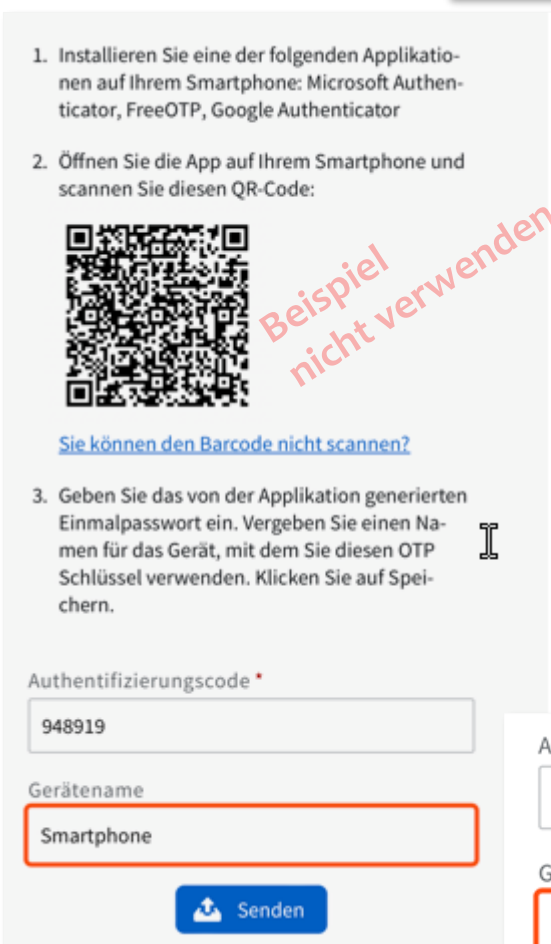 1. Installieren Sie eine der folgenden Applikatio-
nen auf Ihrem Smartphone: Microsoft Authen-
ticator, FreeOTP, Google Authenticator
2. Öffnen Sie die App auf Ihrem Smartphone und
scannen Sie diesen QR-Code:
Beispiel
nicht verwenden
Sie können den Barcode nicht scannen?
3. Geben Sie das von der Applikation generierten
Einmalpasswort ein. Vergeben Sie einen Na-
men für das Gerät, mit dem Sie diesen OTP
Schlüssel verwenden. Klicken Sie auf Spei-
chern.
Authentifizierungscode *
948919
Gerätename
Smartphone
Senden
A
G